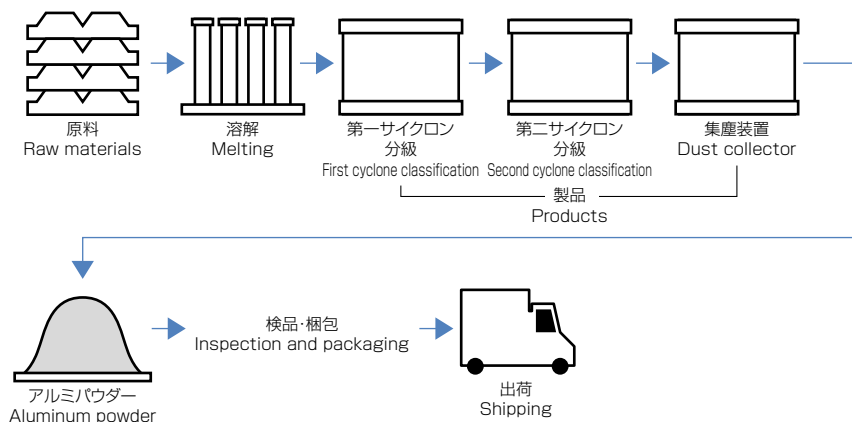 原料
Raw materials
溶解
Melting
第一サイクロン
分級
First cyclone classification
第二サイクロン
分級
Second cyclone classification
集塵装置
Dust collector
製品
Products
アルミパウダー
Aluminum powder
検品・梱包
Inspection and packaging
出荷
Shipping